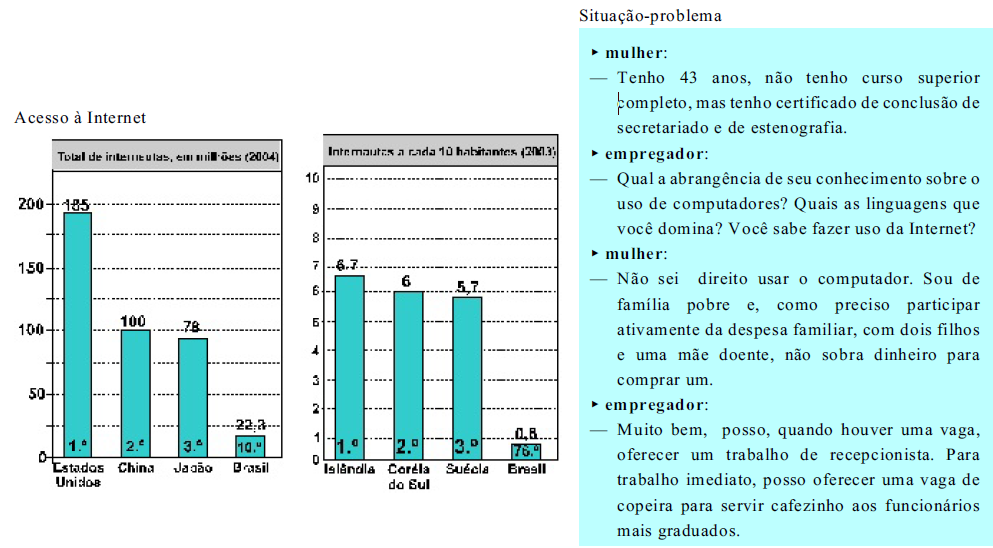 Acesso à Internet
Total de internautas, em milhões (2004)
200
150
100
50
0
185
100
78
22,3
1.º
2.º
3.º
10.º
Estados
Unidos
China
Japão
Brasil
Internautas a cada 10 habitantes (2003)
10
9
8
7
6
5
4
3
2
1
0
6,7
6
5,7
0,8
1.º
2.º
3.º
76.º
Islândia
Coréia
do Sul
Suécia
Brasil
Situação-problema
▸ mulher:
— Tenho 43 anos, não tenho curso superior
completo, mas tenho certificado de conclusão de
secretariado e de estenografia.
▸ empregador:
— Qual a abrangência de seu conhecimento sobre o
uso de computadores? Quais as linguagens que
você domina? Você sabe fazer uso da Internet?
▸ mulher:
— Não sei direito usar o computador. Sou de
família pobre e, como preciso participar
ativamente da despesa familiar, com dois filhos
e uma mãe doente, não sobra dinheiro para
comprar um.
▸ empregador:
— Muito bem, posso, quando houver uma vaga,
oferecer um trabalho de recepcionista. Para
trabalho imediato, posso oferecer uma vaga de
copeira para servir cafezinho aos funcionários
mais graduados.